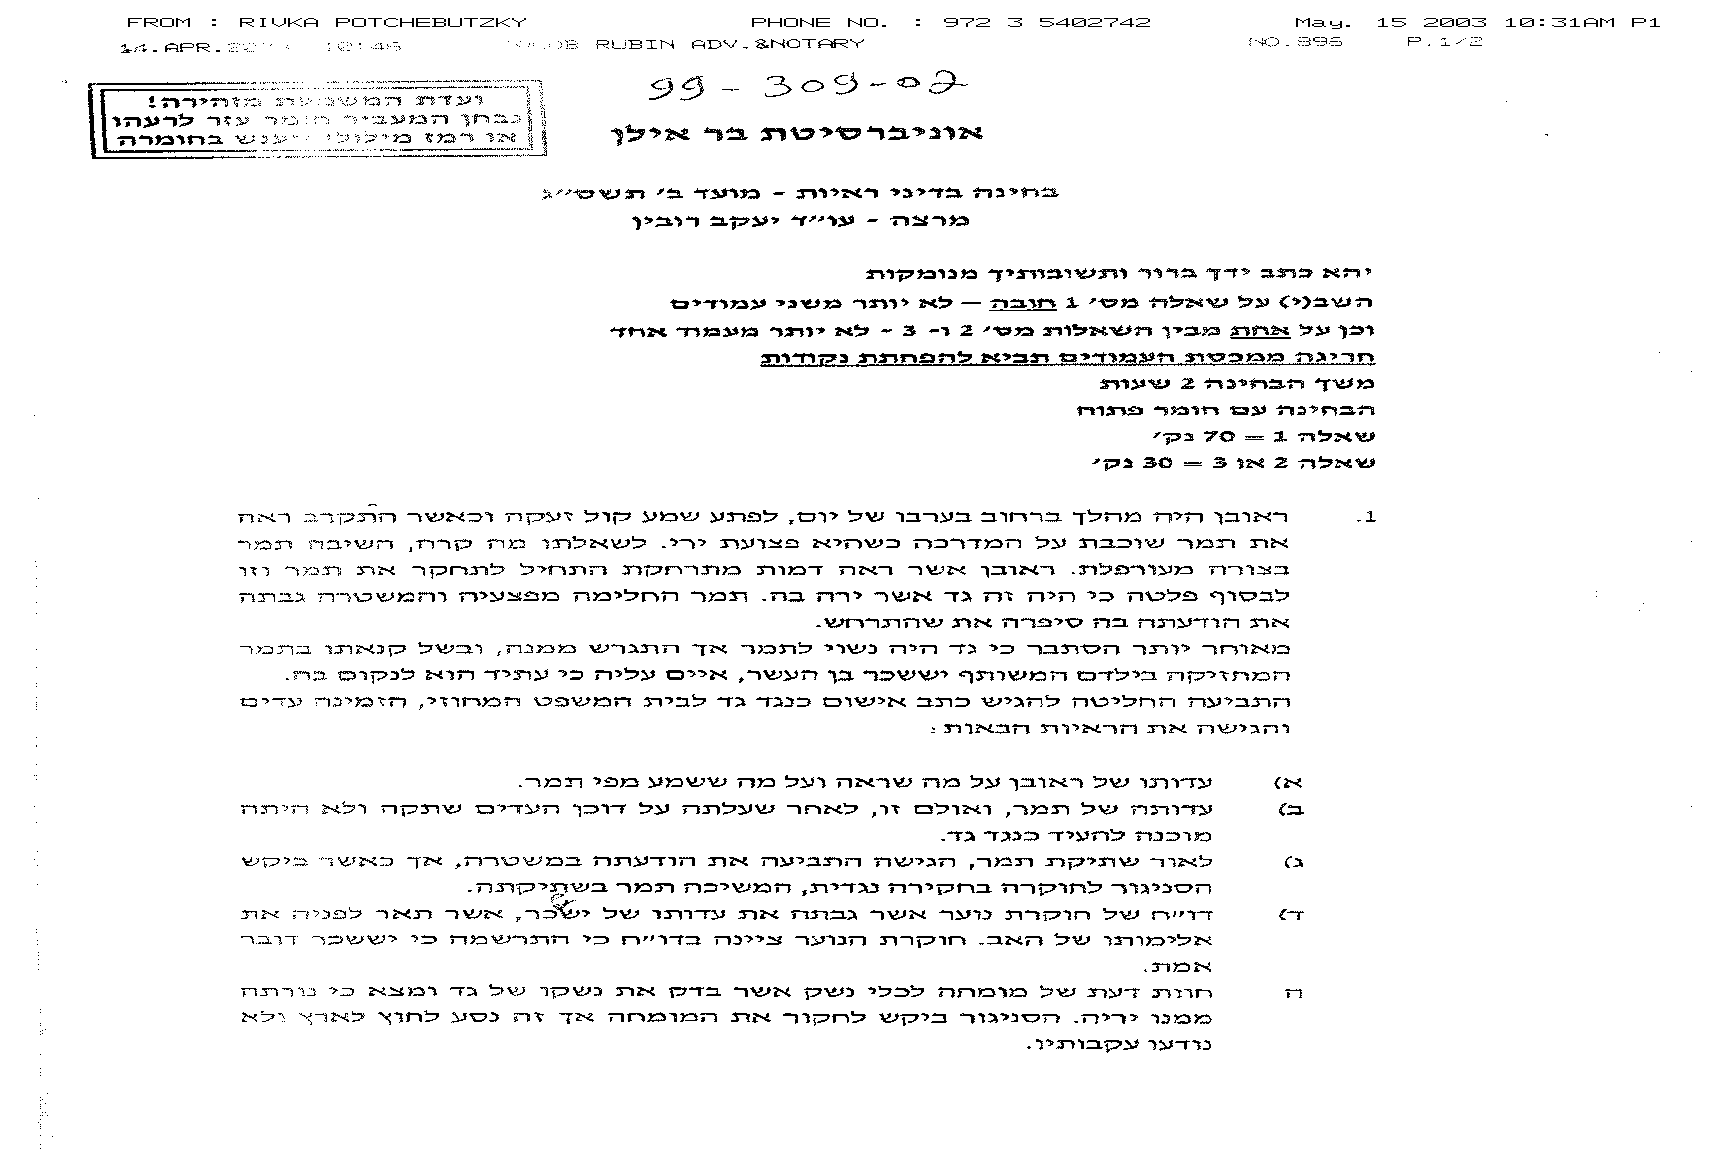 FROM : RIVKA POTCHEBUTZKY PHONE NO. : 972 3 5402742 May. 15 2003 10:31AM P1
14.APR. 10:46 RUBIN ADV.&NOTARY NO.896 P.1/2
99-309-02
ועדת המשמעת מזהירה!
נבחן המעביר חומר עזר לרעהו
או רמז מילולי ייענש בחומרה
אוניברסיטת בר אילן
בחינה בדיני ראיות - מועד ב' תשס״ג
מרצה - עו״ד יעקב רובין
יהא כתב ידך ברור ותשובותיך מנומקות
השב(י) על שאלה מס' 1 חובה – לא יותר משני עמודים
וכן על אחת מבין השאלות מס' 2 ו- 3 - לא יותר מעמוד אחד
חריגה ממכסת העמודים תביא להפחתת נקודות
משך הבחינה 2 שעות
הבחינה עם חומר פתוח
שאלה 1 = 70 נק'
שאלה 2 או 3 = 30 נק'
1. ראובן היה מהלך ברחוב בערבו של יום, לפתע שמע קול זעקה וכאשר התקרב ראה
את תמר שוכבת על המדרכה כשהיא פצועת ירי. לשאלתו מה קרה, השיבה תמר
בצורה מעורפלת. ראובן אשר ראה דמות מתרחקת התחיל לתחקר את תמר וזו
לבסוף פלטה כי היה זה גד אשר ירה בה. תמר החלימה מפצעיה והמשטרה גבתה
את הודעתה בה סיפרה את שהתרחש.
מאוחר יותר הסתבר כי גד היה נשוי לתמר אך התגרש ממנה, ובשל קנאתו בתמר
המחזיקה בילדם המשותף יששכר בן העשר, איים עליה כי עתיד הוא לנקום בה.
התביעה החליטה להגיש כתב אישום כנגד גד לבית המשפט המחוזי, הזמינה עדים
והגישה את הראיות הבאות:
א) עדותו של ראובן על מה שראה ועל מה ששמע מפי תמר.
ב) עדותה של תמר, ואולם זו, לאחר שעלתה על דוכן העדים שתקה ולא היתה
מוכנה להעיד כנגד גד.
ג) לאור שתיקת תמר, הגישה התביעה את הודעתה במשטרה, אך כאשר ביקש
הסניגור לחוקרה בחקירה נגדית, המשיכה תמר בשתיקתה.
ד) דו״ח של חוקרת נוער אשר גבתה את עדותו של יששכר, אשר תאר לפניה את
אלימותו של האב. חוקרת הנוער ציינה בדו״ח כי התרשמה כי יששכר דובר
אמת.
ה חוות דעת של מומחה לכלי נשק אשר בדק את נשקו של גד ומצא כי נורתה
ממנו יריה. הסניגור ביקש לחקור את המומחה אך זה נסע לחוץ לארץ ולא
נודעו עקבותיו.